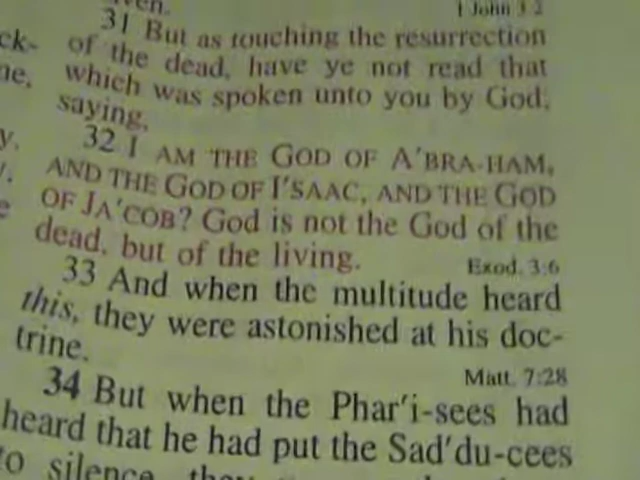 ven.
1 John 3 2
31 But as touching the resurrection
of the dead, have ye not read that
which was spoken unto you by God,
saying,
32 I AM THE GOD OF A'BRA-HAM,
AND THE GOD OF I'SAAC, AND THE GOD
OF JA'COB? God is not the God of the
dead, but of the living.
Exod. 3:6
33 And when the multitude heard
this, they were astonished at his doc-
trine.
Matt. 7:28
34 But when the Phar'i-sees had
heard that he had put the Sad'du-cees
to silence, they
ck-
ne,
y.